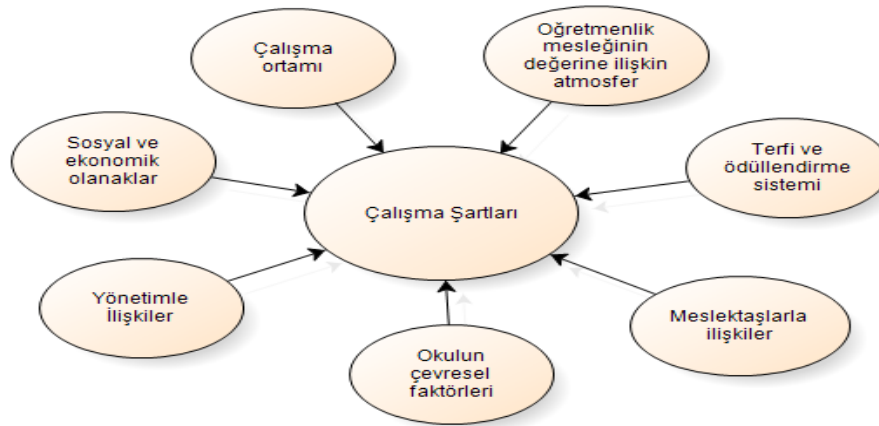 Çalışma
ortamı
Oğretmenlik
mesleğinin
değerine ilişkin
atmosfer
Sosyal ve
ekonomik
olanaklar
Terfi ve
ödüllendirme
sistemi
Çalışma Şartları
Yönetimle
İlişkiler
Meslektaşlarla
ilişkiler
Okulun
çevresel
faktörleri